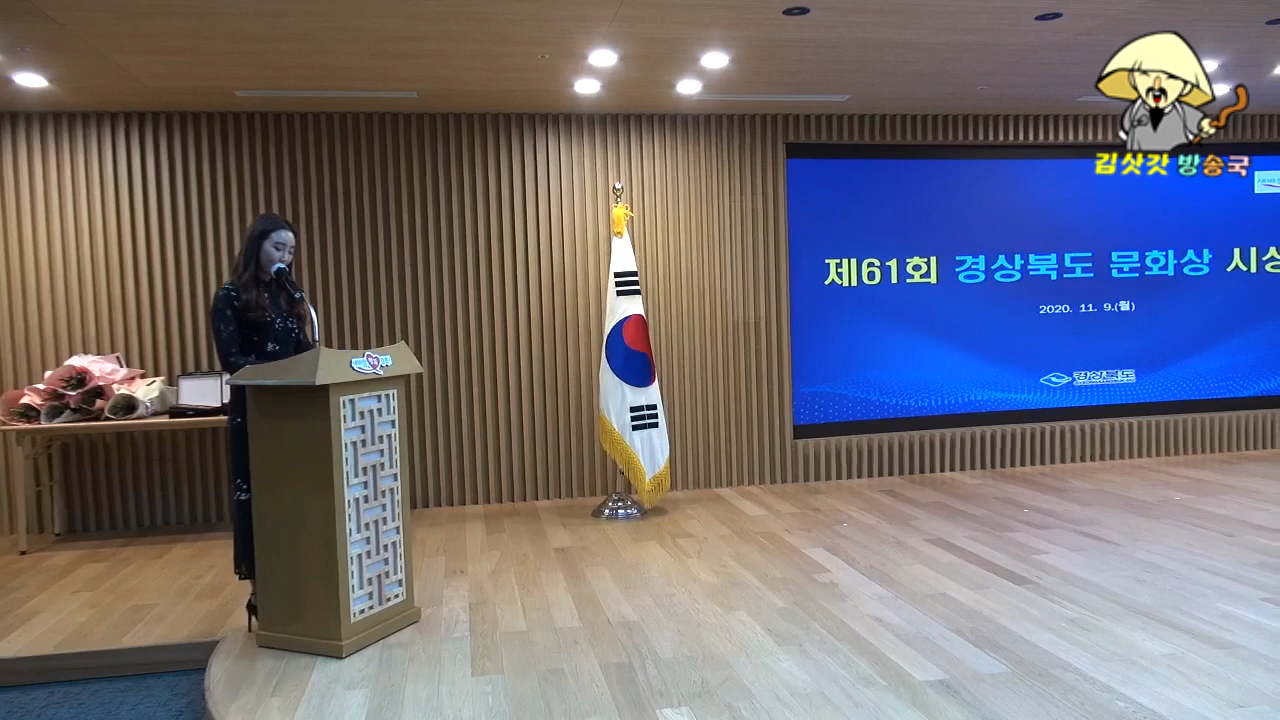 김삿갓 방송국
제61회 경상북도 문화상 시상
2020. 11. 9.(월)
경상북도